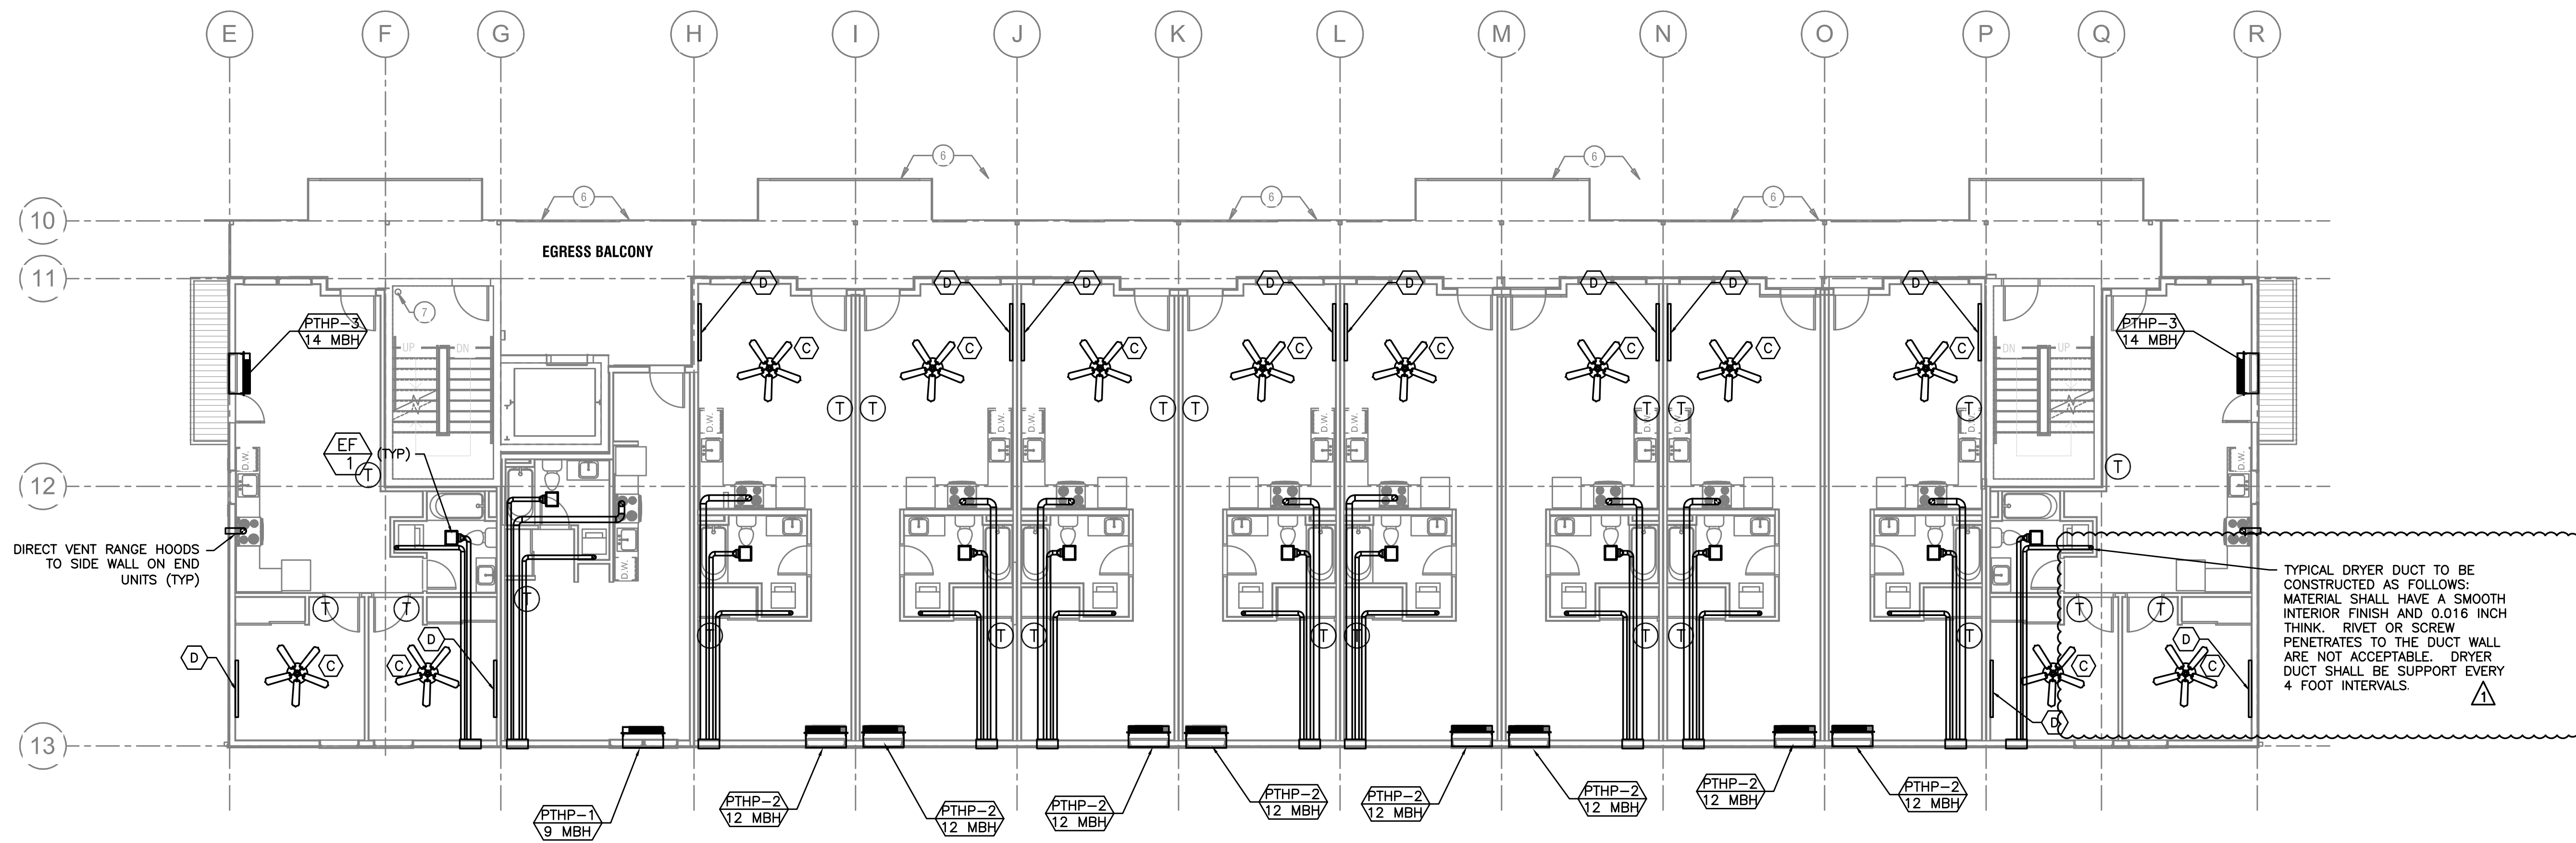 E F G H I J K L M N O P Q R
6 6
6 6 6
10
EGRESS BALCONY
11
D D D D D D D D
7
PTHP-3
14 MBH
PTHP-3
14 MBH
UP DN
DN UP
C C C C C C C C
T T T T T T T T
D.W. D.W. D.W. D.W. D.W. D.W. D.W. D.W.
EF
1
(TYP)
T
T
D.W.
D.W.
12
DIRECT VENT RANGE HOODS
TO SIDE WALL ON END
UNITS (TYP)
D.W.
TYPICAL DRYER DUCT TO BE
CONSTRUCTED AS FOLLOWS:
MATERIAL SHALL HAVE A SMOOTH
INTERIOR FINISH AND 0.016 INCH
THINK. RIVET OR SCREW
PENETRATES TO THE DUCT WALL
ARE NOT ACCEPTABLE. DRYER
DUCT SHALL BE SUPPORT EVERY
4 FOOT INTERVALS.
1
T T T T T
T T T T T T T T
D D D
D C C C C
D
13
PTHP-1
9 MBH
PTHP-2
12 MBH
PTHP-2
12 MBH
PTHP-2
12 MBH
PTHP-2
12 MBH
PTHP-2
12 MBH
PTHP-2
12 MBH
PTHP-2
12 MBH
PTHP-2
12 MBH